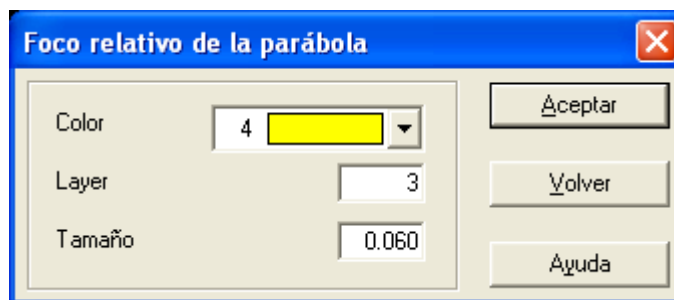 Foco relativo de la parábola
Color 4
Layer 3
Tamaño 0.060
Aceptar
Volver
Ayuda